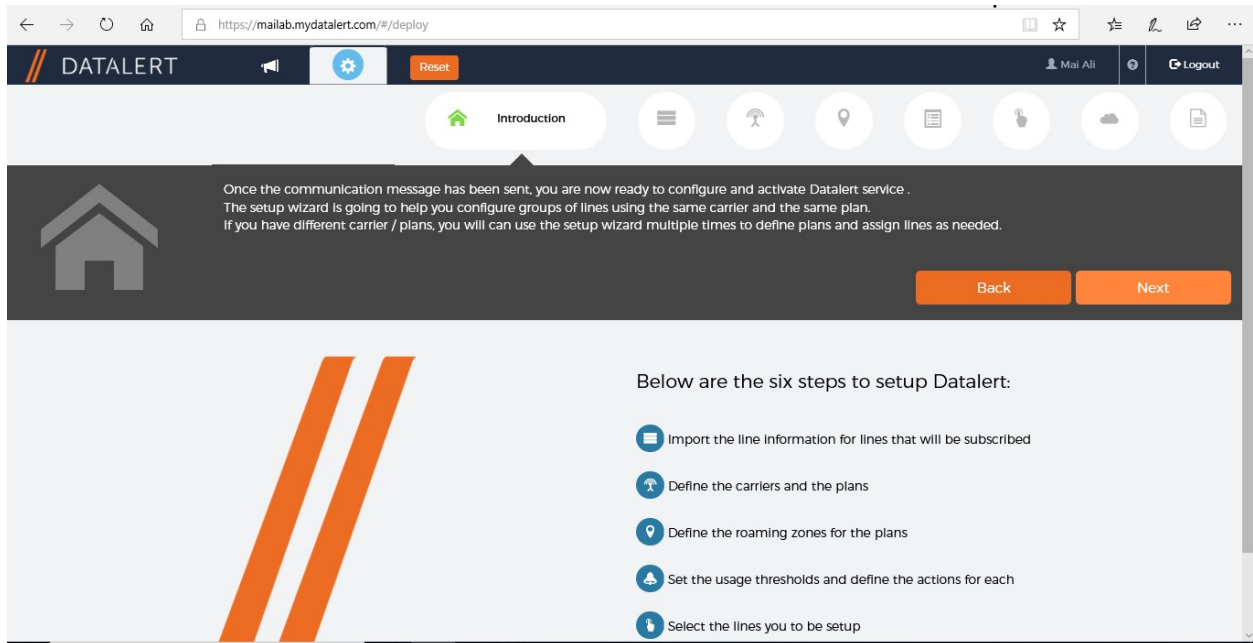 https://mailab.mydatalert.com/#/deploy
DATALERT
Reset
Mai Ali
Logout
Introduction
Once the communication message has been sent, you are now ready to configure and activate Datalert service .
The setup wizard is going to help you configure groups of lines using the same carrier and the same plan.
If you have different carrier / plans, you will can use the setup wizard multiple times to define plans and assign lines as needed.
Back
Next
Below are the six steps to setup Datalert:
Import the line information for lines that will be subscribed
Define the carriers and the plans
Define the roaming zones for the plans
Set the usage thresholds and define the actions for each
Select the lines you to be setup